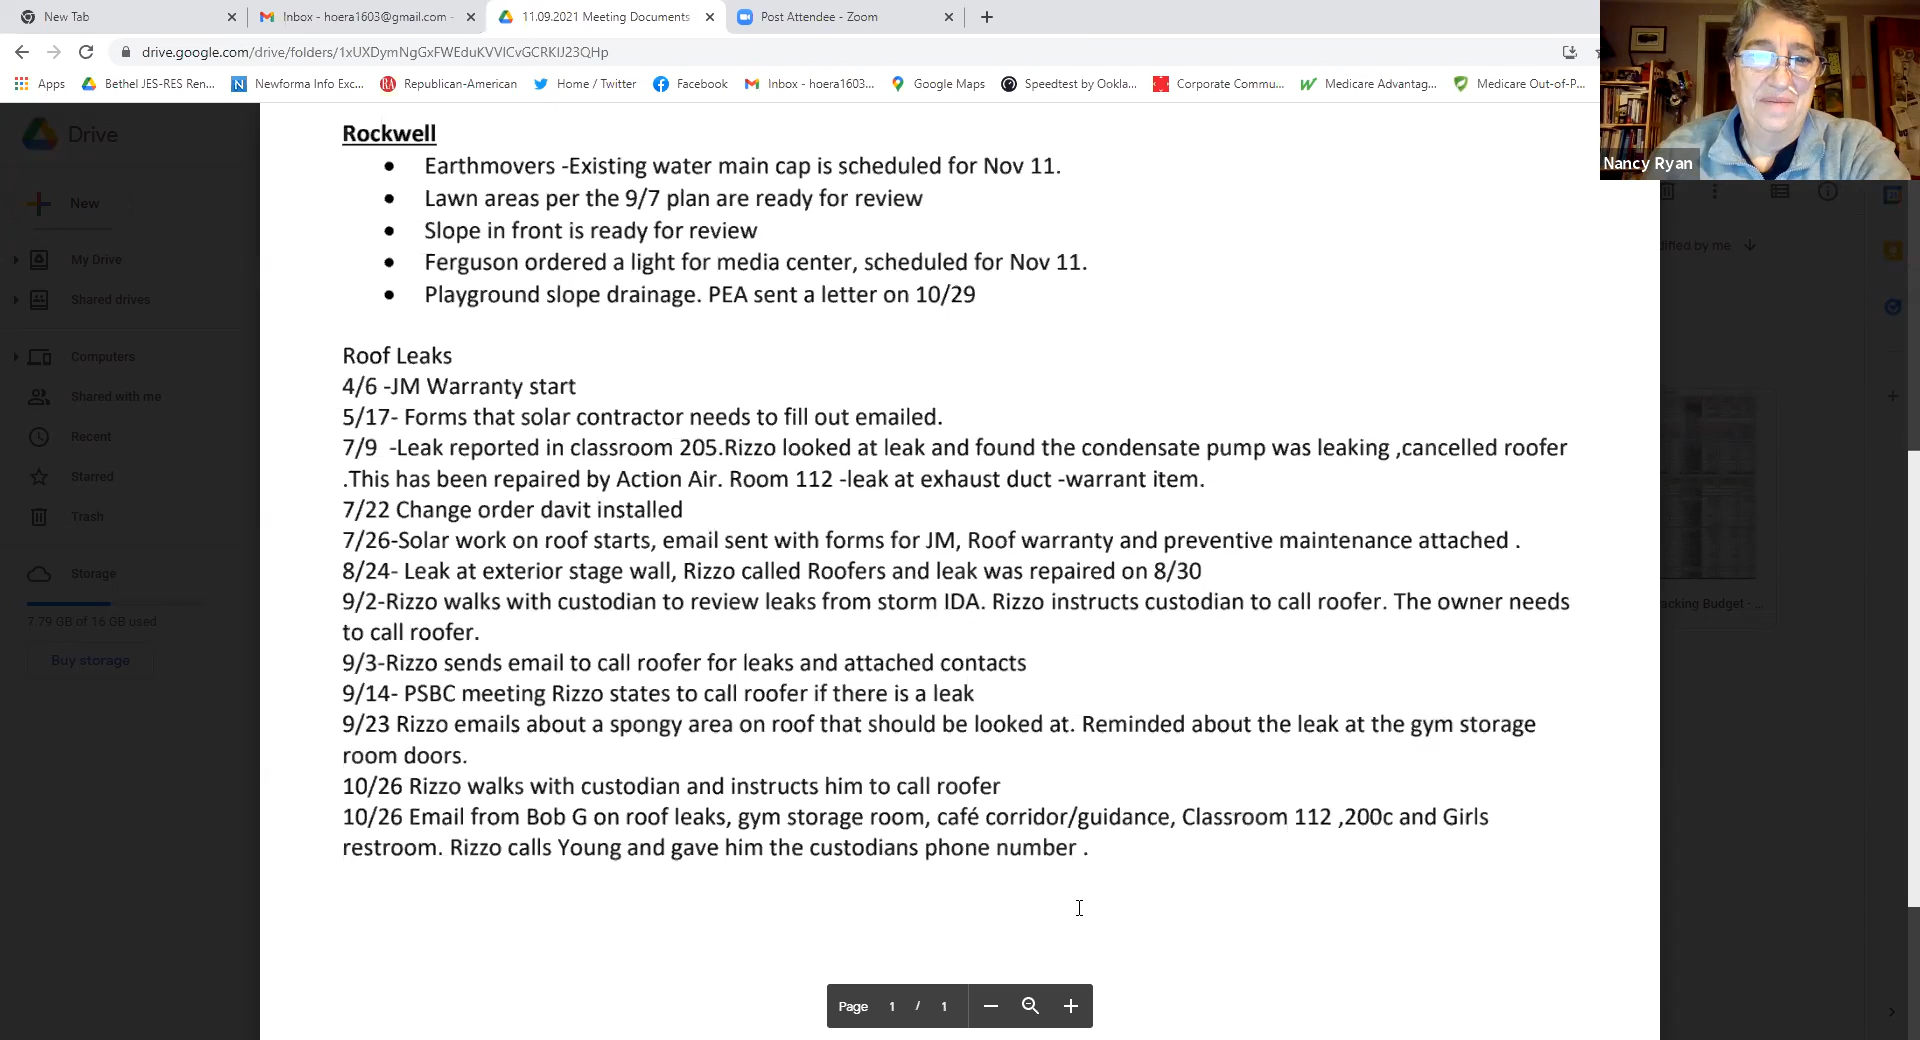 New Tab
Inbox - hoera1603@gmail.com -
11.09.2021 Meeting Documents
Post Attendee - Zoom
drive.google.com/drive/folders/1xUXDymNgGxFWEduKVVlCvGCRKIJ23QHp
Apps
Bethel JES-RES Ren...
Newforma Info Exc...
Republican-American
Home / Twitter
Facebook
Inbox - hoera1603...
Google Maps
Speedtest by Ookla...
Corporate Commu...
Medicare Advantag...
Medicare Out-of-P...
Nancy Ryan
Drive
New
My Drive
Shared drives
Computers
Shared with me
Recent
Starred
Trash
Storage
7.79 GB of 16 GB used
Buy storage
Rockwell
• Earthmovers -Existing water main cap is scheduled for Nov 11.
• Lawn areas per the 9/7 plan are ready for review
• Slope in front is ready for review
• Ferguson ordered a light for media center, scheduled for Nov 11.
• Playground slope drainage. PEA sent a letter on 10/29
Roof Leaks
4/6 -JM Warranty start
5/17- Forms that solar contractor needs to fill out emailed.
7/9 -Leak reported in classroom 205.Rizzo looked at leak and found the condensate pump was leaking ,cancelled roofer
.This has been repaired by Action Air. Room 112 -leak at exhaust duct -warrant item.
7/22 Change order davit installed
7/26-Solar work on roof starts, email sent with forms for JM, Roof warranty and preventive maintenance attached .
8/24- Leak at exterior stage wall, Rizzo called Roofers and leak was repaired on 8/30
9/2-Rizzo walks with custodian to review leaks from storm IDA. Rizzo instructs custodian to call roofer. The owner needs
to call roofer.
9/3-Rizzo sends email to call roofer for leaks and attached contacts
9/14- PSBC meeting Rizzo states to call roofer if there is a leak
9/23 Rizzo emails about a spongy area on roof that should be looked at. Reminded about the leak at the gym storage
room doors.
10/26 Rizzo walks with custodian and instructs him to call roofer
10/26 Email from Bob G on roof leaks, gym storage room, café corridor/guidance, Classroom 112 ,200c and Girls
restroom. Rizzo calls Young and gave him the custodians phone number .
ified by me
acking Budget - ...
Page 1 / 1